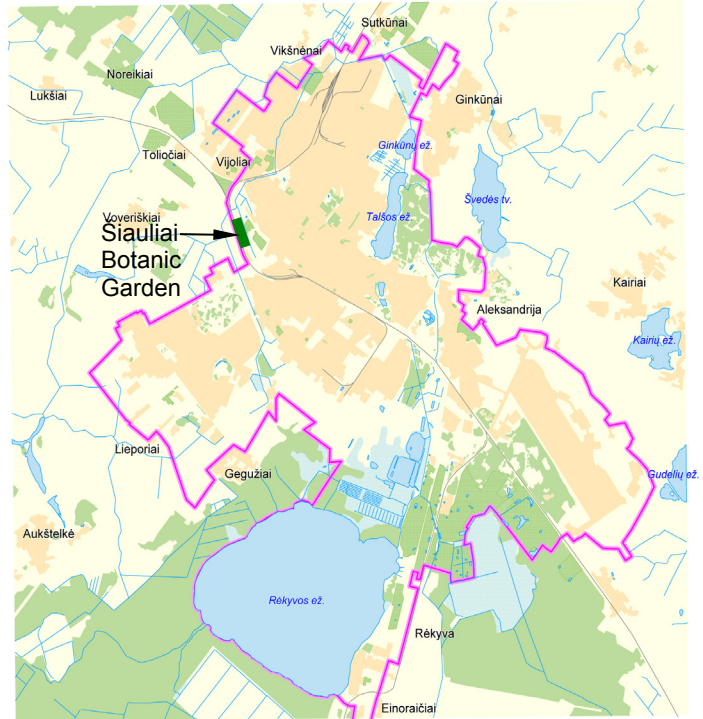 Sutkūnai
Vikšnėnai
Noreikiai
Lukšiai
Ginkūnai
Toliočiai
Vijoliai
Ginkūnų ež.
Švedės tv.
Talšos ež.
Voveriškiai
Šiauliai
Botanic
Garden
Kairiai
Aleksandrija
Kairių ež.
Lieporiai
Gegužiai
Gudelių ež.
Aukštelkė
Rėkyvos ež.
Rėkyva
Einoraičiai